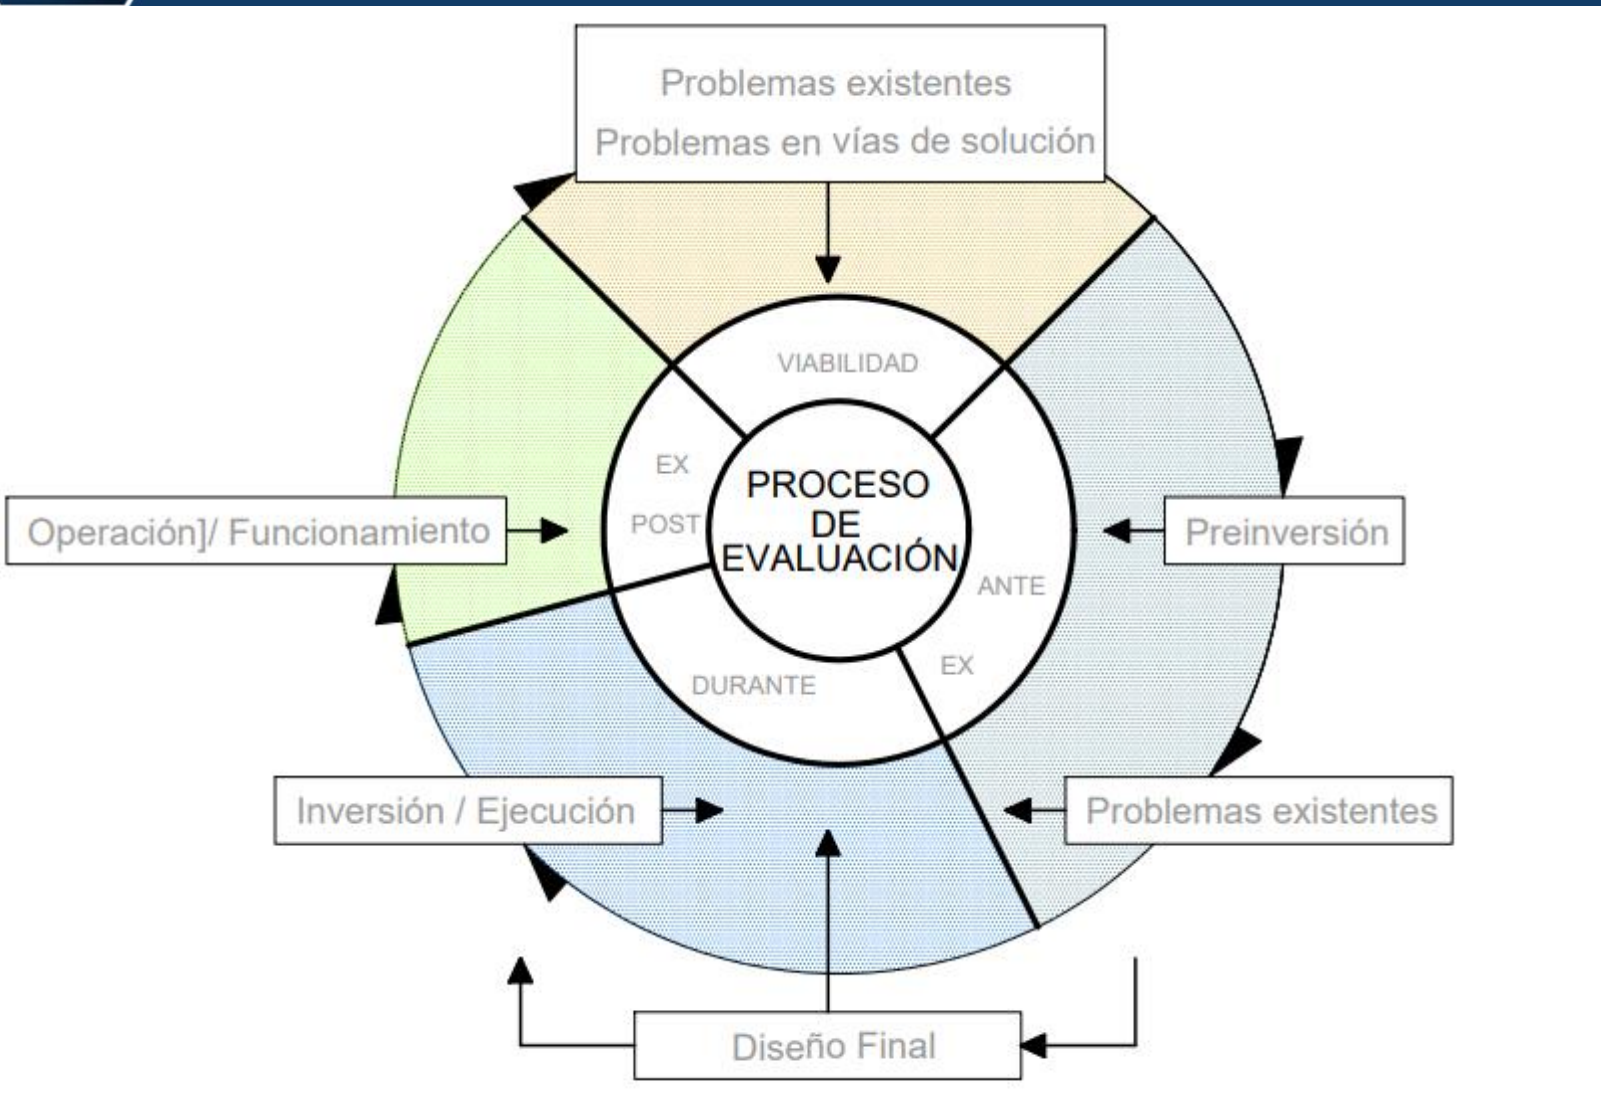 Problemas existentes
Problemas en vías de solución
VIABILIDAD
EX
POST
PROCESO
DE
EVALUACIÓN
ANTE
EX
DURANTE
Operación]/ Funcionamiento
Preinversión
Inversión / Ejecución
Problemas existentes
Diseño Final